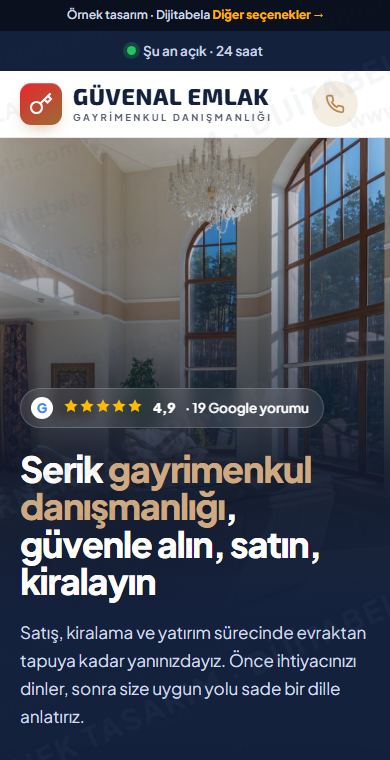 Örnek tasarım · Dijitabela Diğer seçenekler →
Şu an açık · 24 saat
GÜVENAL EMLAK
GAYRİMENKUL DANIŞMANLIĞI
G ★★★★★ 4,9 · 19 Google yorumu
Serik gayrimenkul
danışmanlığı,
güvenle alın, satın,
kiralayın
Satış, kiralama ve yatırım sürecinde evraktan
tapuya kadar yanınızdayız. Önce ihtiyacınızı
dinler, sonra size uygun yolu sade bir dille
anlatırız.